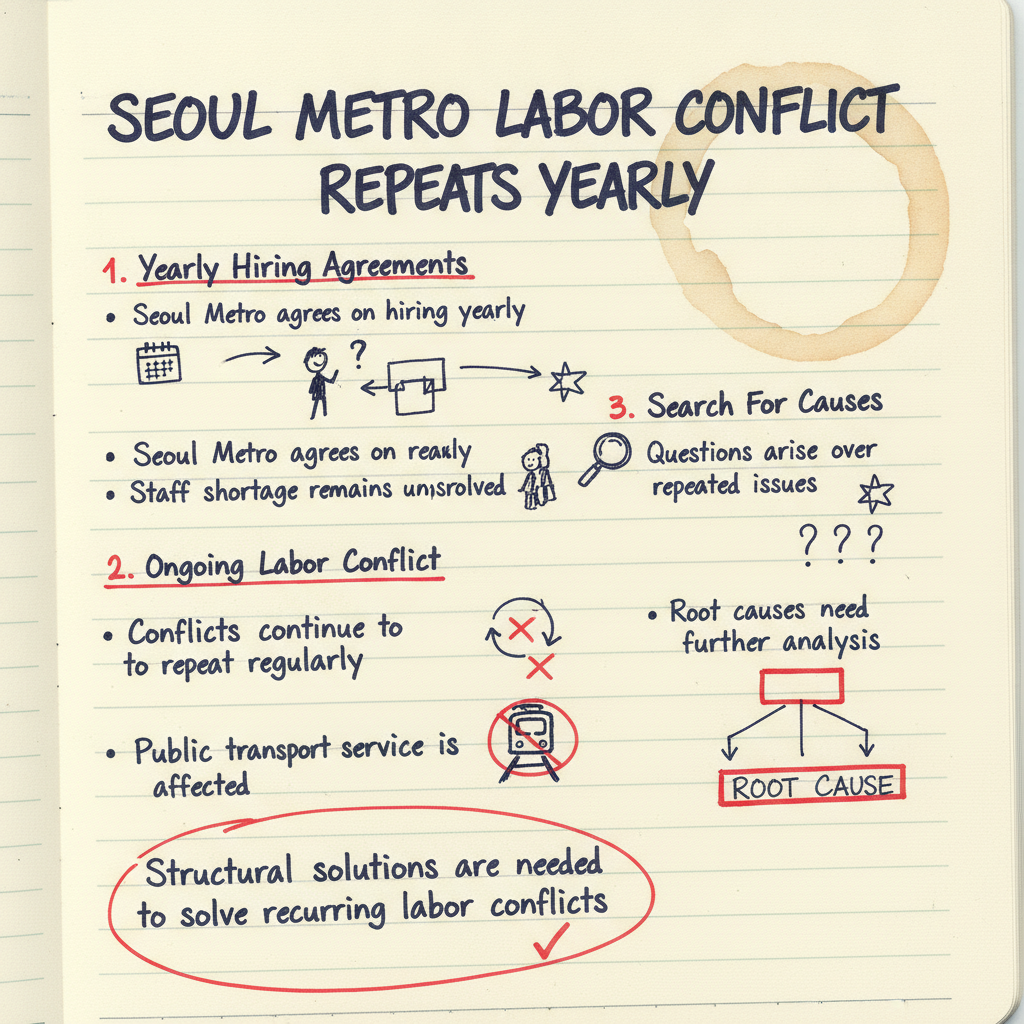 SEOUL METRO LABOR CONFLICT
REPEATS YEARLY
1. Yearly Hiring Agreements
• Seoul Metro agrees on hiring yearly
?
• Seoul Metro agrees on
• Staff shortage remains
2. Ongoing Labor Conflict
• Conflicts continue to
to repeat regularly
• Public transport service is
affected
3. Search For Causes
Questions arise over
repeated issues
? ? ?
• Root causes need
further analysis
ROOT CAUSE
Structural solutions are needed
to solve recurring labor conflicts